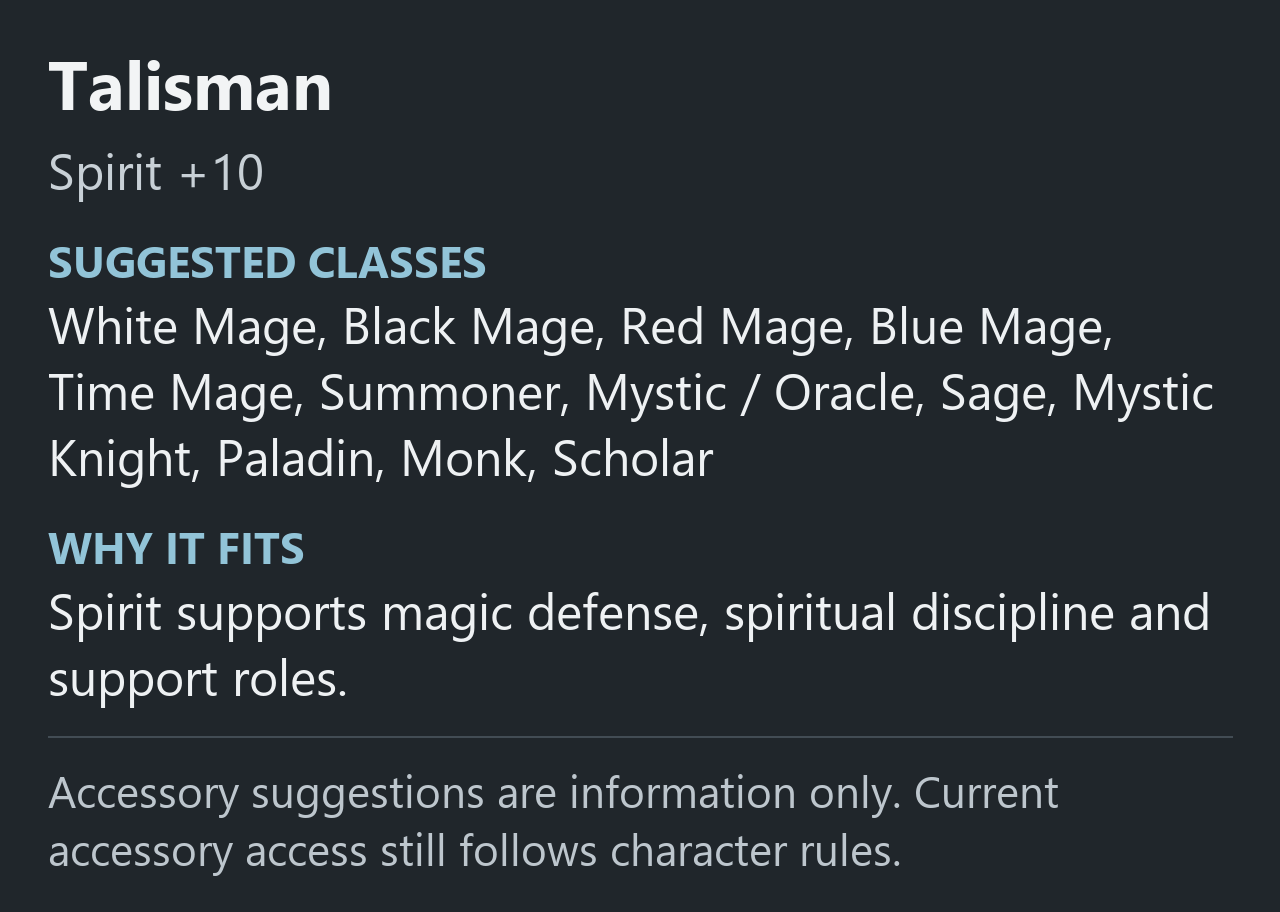 Talisman
Spirit +10
SUGGESTED CLASSES
White Mage, Black Mage, Red Mage, Blue Mage,
Time Mage, Summoner, Mystic / Oracle, Sage, Mystic
Knight, Paladin, Monk, Scholar
WHY IT FITS
Spirit supports magic defense, spiritual discipline and
support roles.
Accessory suggestions are information only. Current
accessory access still follows character rules.